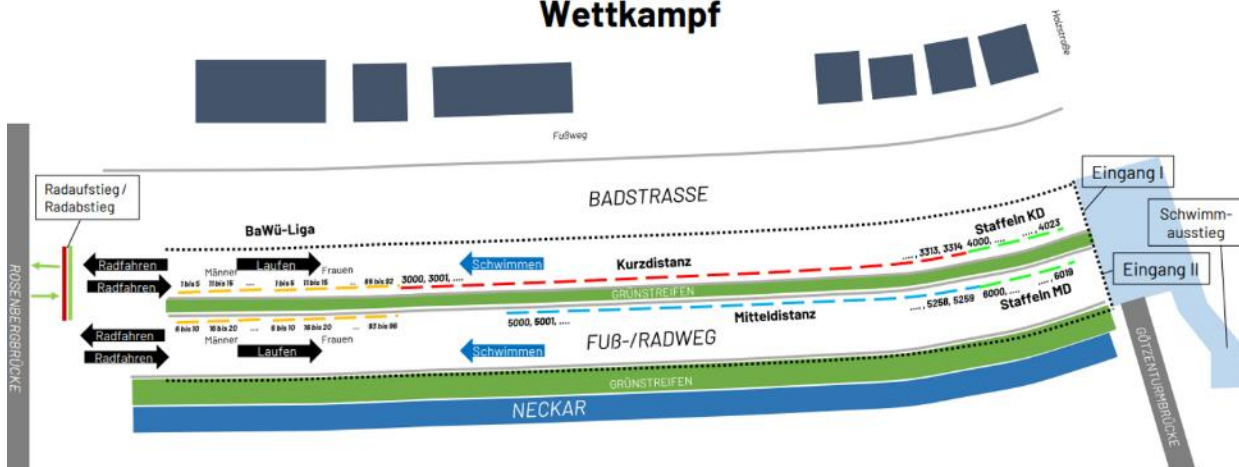 Wettkampf
Holzstraße
Fußweg
BADSTRASSE
Eingang I
Schwimm-
ausstieg
Eingang II
Radaufstieg /
Radabstieg
BaWü-Liga
Staffeln KD
Radfahren
Männer
Laufen
Frauen
Schwimmen
Kurzdistanz
...., 3313, 3314
4000, ....
...., 4023
Radfahren
1 bis 5
11 bis 15
....
1 bis 5
11 bis 15
...
3000, 3001, ....
GRÜNSTREIFEN
6 bis 10
16 bis 20
....
6 bis 10
16 bis 20
...
93 bis 96
5000, 5001, ....
Mitteldistanz
...., 5258, 5259
6000, ....
...., 6019
Staffeln MD
Radfahren
Männer
Laufen
Frauen
Schwimmen
FUß-/RADWEG
Radfahren
GRÜNSTREIFEN
NECKAR
ROSENBERGBRÜCKE
GÖTZENTURMBRÜCKE